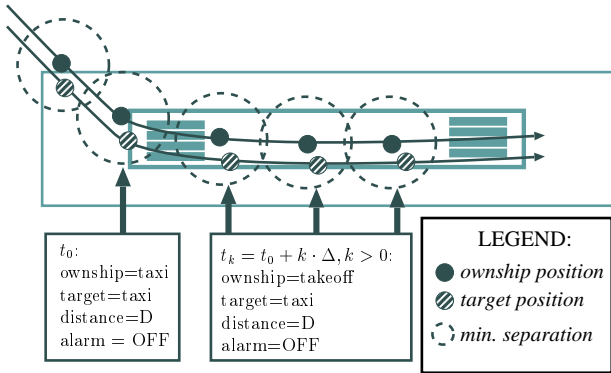 t₀:
ownship=taxi
target=taxi
distance=D
alarm = OFF
tₖ = t₀ + k · Δ, k > 0:
ownship=takeoff
target=taxi
distance=D
alarm=OFF
LEGEND:
ownship position
target position
min. separation